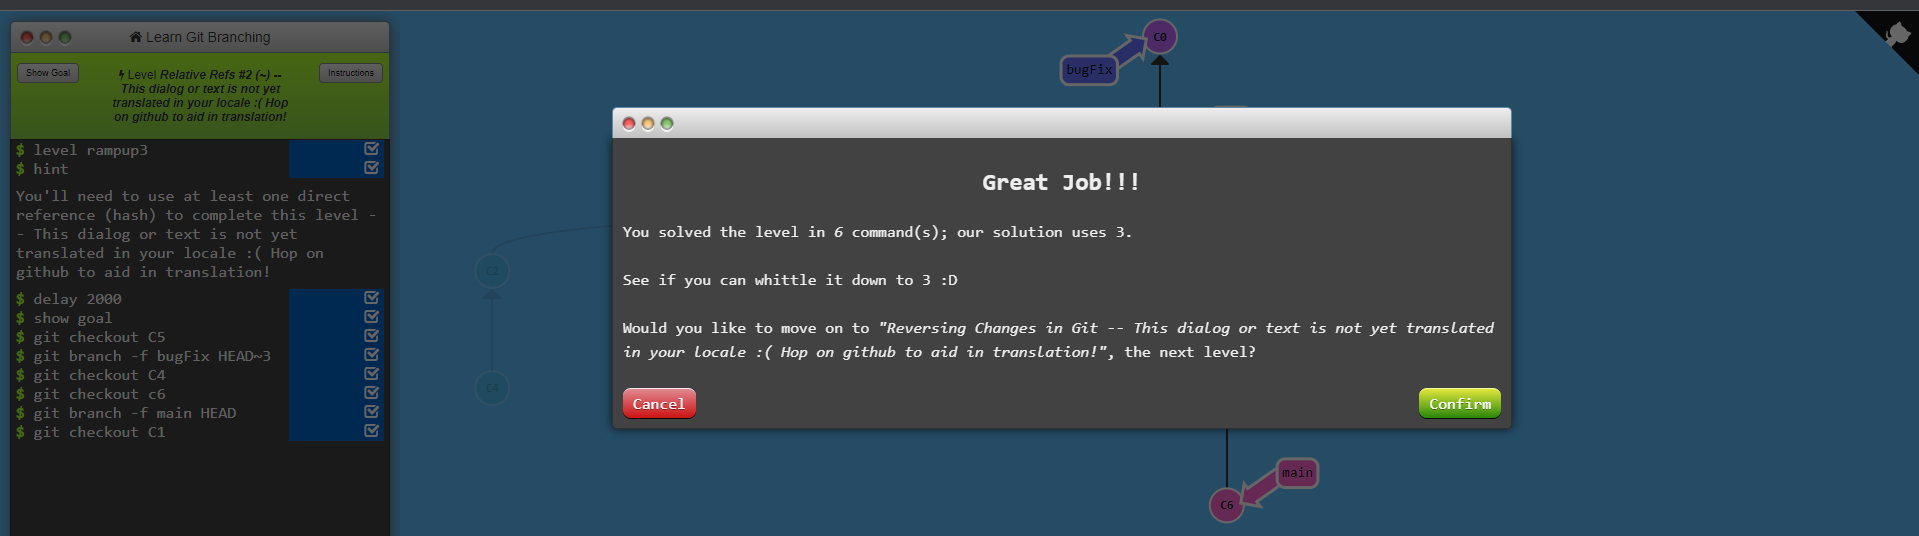 Learn Git Branching
Show Goal
Level Relative Refs #2 (~) --
This dialog or text is not yet
translated in your locale :( Hop
on github to aid in translation!
Instructions
$ level rampup3
$ hint
You'll need to use at least one direct
reference (hash) to complete this level -
- This dialog or text is not yet
translated in your locale :( Hop on
github to aid in translation!
$ delay 2000
$ show goal
$ git checkout C5
$ git branch -f bugFix HEAD~3
$ git checkout C4
$ git checkout c6
$ git branch -f main HEAD
$ git checkout C1
C0
bugFix
C2
C4
Great Job!!!
You solved the level in 6 command(s); our solution uses 3.
See if you can whittle it down to 3 :D
Would you like to move on to "Reversing Changes in Git -- This dialog or text is not yet translated
in your locale :( Hop on github to aid in translation!", the next level?
Cancel
Confirm
main
C6